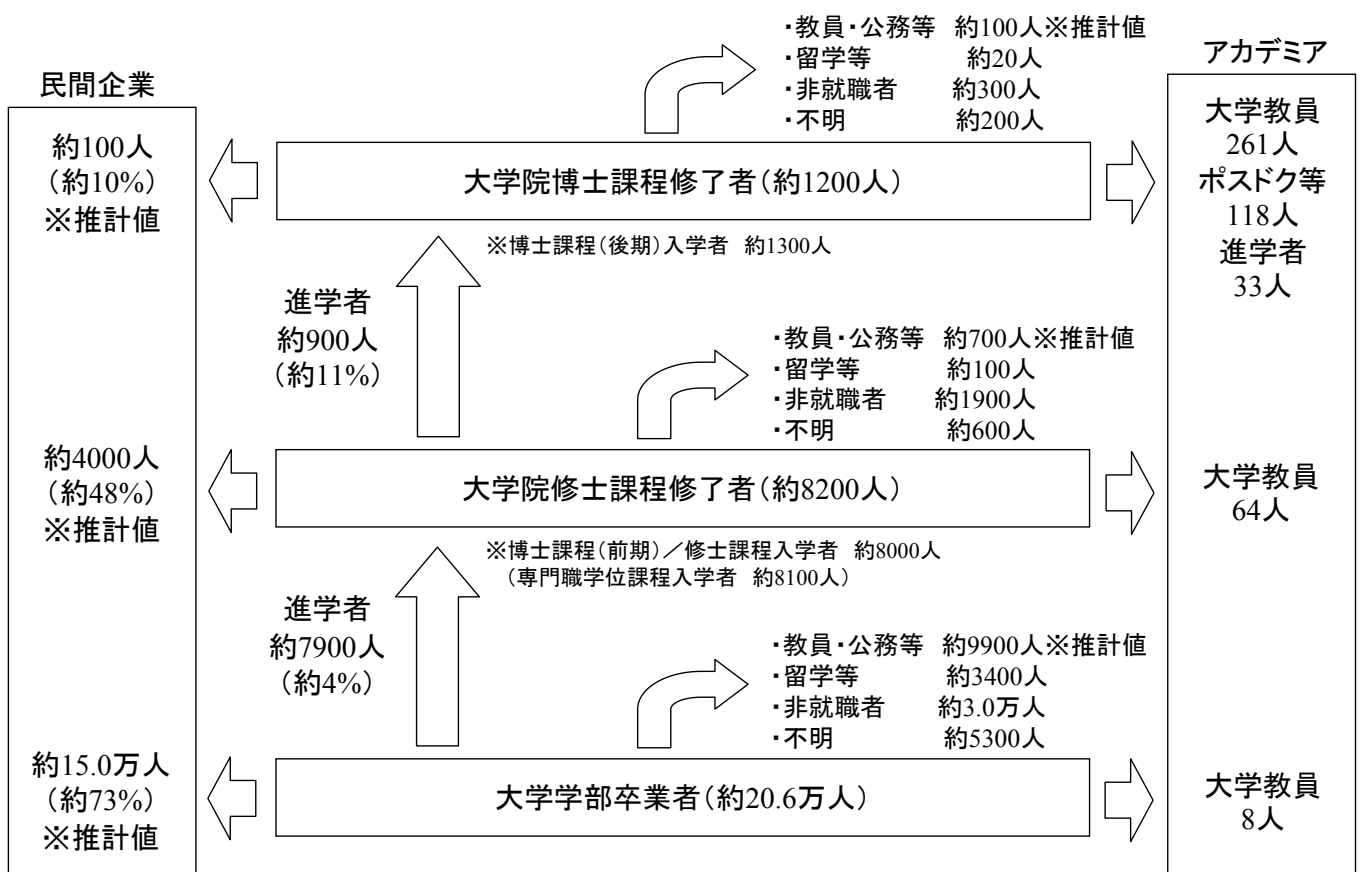 民間企業
約100人
（約10%）
※推計値
約4000人
（約48%）
※推計値
約15.0万人
（約73%）
※推計値
・教員・公務等　約100人※推計値
・留学等　約20人
・非就職者　約300人
・不明　約200人
大学院博士課程修了者（約1200人）
※博士課程（後期）入学者　約1300人
進学者
約900人
（約11%）
・教員・公務等　約700人※推計値
・留学等　約100人
・非就職者　約1900人
・不明　約600人
大学院修士課程修了者（約8200人）
※博士課程（前期）／修士課程入学者　約8000人
（専門職学位課程入学者　約8100人）
進学者
約7900人
（約4%）
・教員・公務等　約9900人※推計値
・留学等　約3400人
・非就職者　約3.0万人
・不明　約5300人
大学学部卒業者（約20.6万人）
アカデミア
大学教員
261人
ポスドク等
118人
進学者
33人
大学教員
64人
大学教員
8人